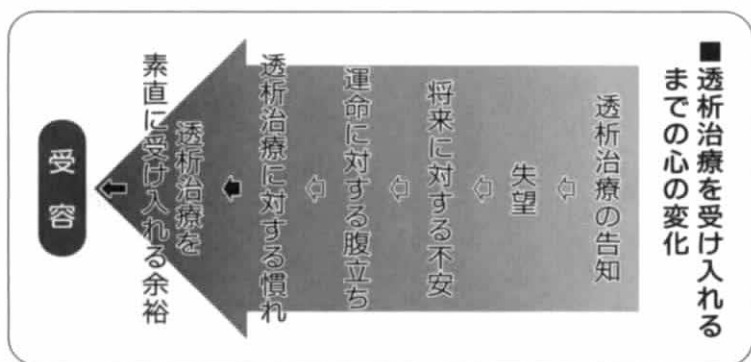 ■透析治療を受け入れる
までの心の変化
透析治療の告知
⇦
失望
⇦
将来に対する不安
⇦
運命に対する腹立ち
⇦
透析治療に対する慣れ
⬅
透析治療を
素直に受け入れる余裕
⬅
受容